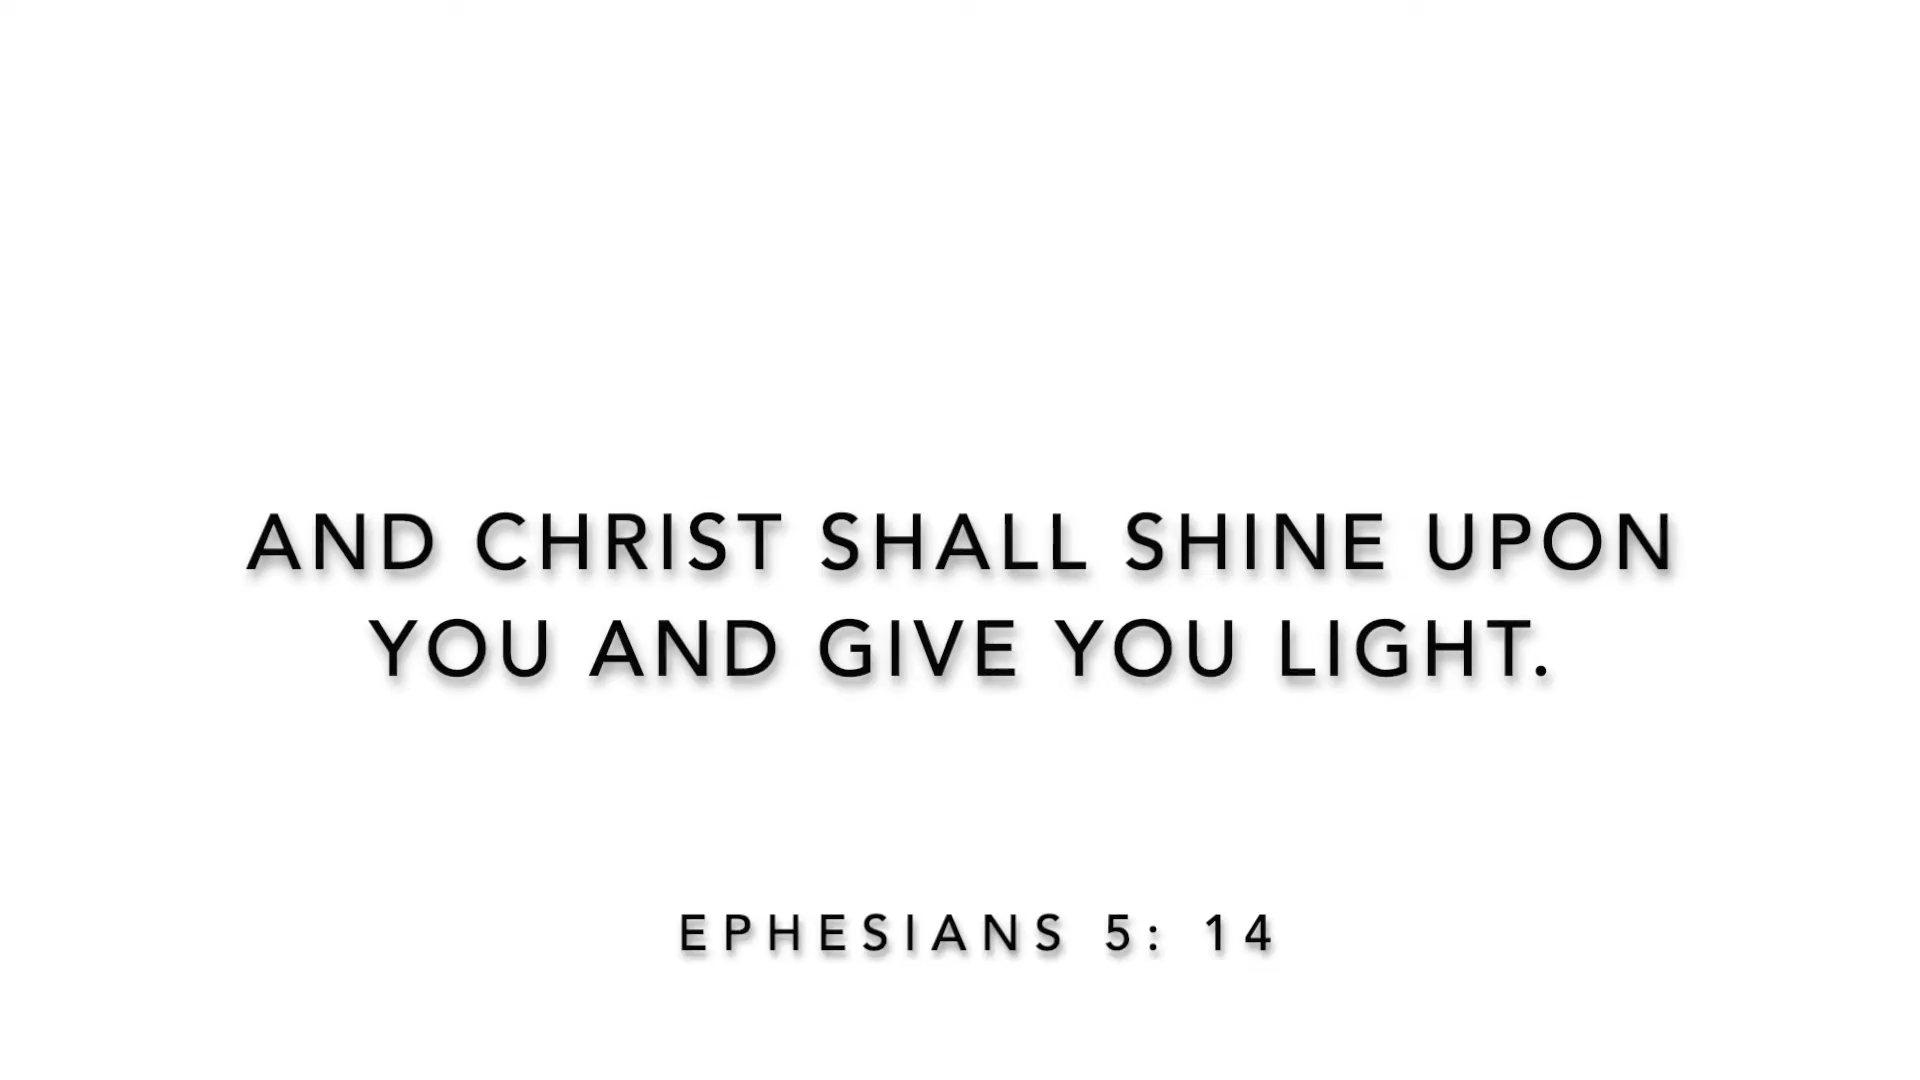 AND CHRIST SHALL SHINE UPON
YOU AND GIVE YOU LIGHT.
EPHESIANS 5: 14